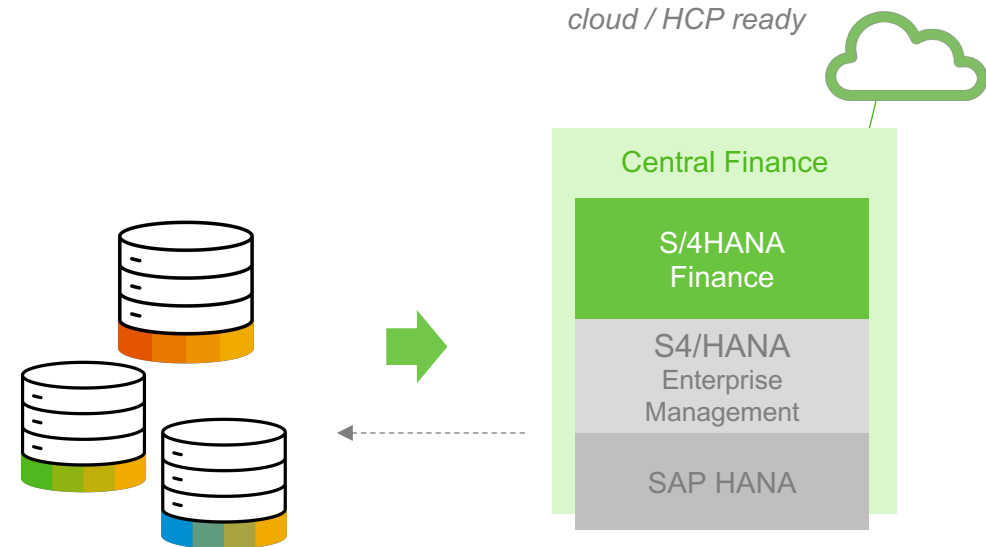 cloud / HCP ready
Central Finance
S/4HANA
Finance
S4/HANA
Enterprise
Management
SAP HANA